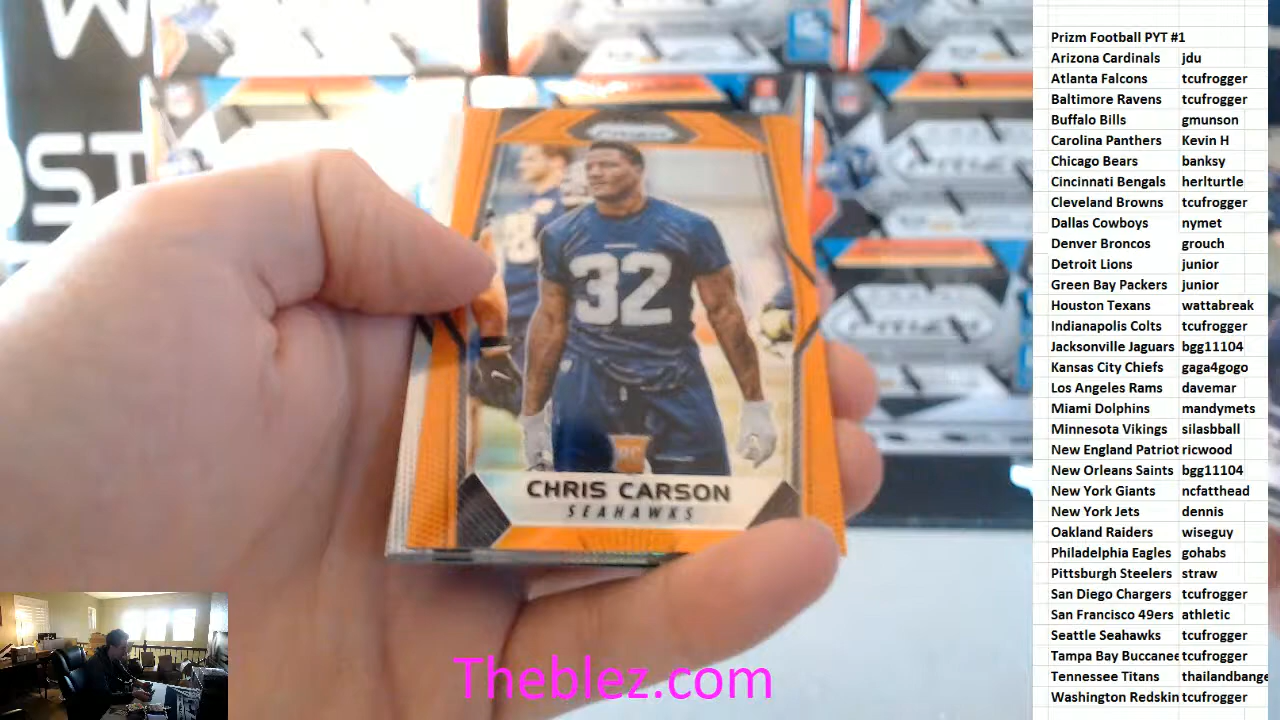 W
OST
PRIZM
32
RC
CHRIS CARSON
SEAHAWKS
Theblez.com
Prizm Football PYT #1
Arizona Cardinals jdu
Atlanta Falcons tcufrogger
Baltimore Ravens tcufrogger
Buffalo Bills gmunson
Carolina Panthers Kevin H
Chicago Bears banksy
Cincinnati Bengals herlturtle
Cleveland Browns tcufrogger
Dallas Cowboys nymet
Denver Broncos grouch
Detroit Lions junior
Green Bay Packers junior
Houston Texans wattabreak
Indianapolis Colts tcufrogger
Jacksonville Jaguars bgg11104
Kansas City Chiefs gaga4gogo
Los Angeles Rams davemar
Miami Dolphins mandymets
Minnesota Vikings silasbball
New England Patriot ricwood
New Orleans Saints bgg11104
New York Giants ncfatthead
New York Jets dennis
Oakland Raiders wiseguy
Philadelphia Eagles gohabs
Pittsburgh Steelers straw
San Diego Chargers tcufrogger
San Francisco 49ers athletic
Seattle Seahawks tcufrogger
Tampa Bay Buccanee tcufrogger
Tennessee Titans thailandbange
Washington Redskin tcufrogger